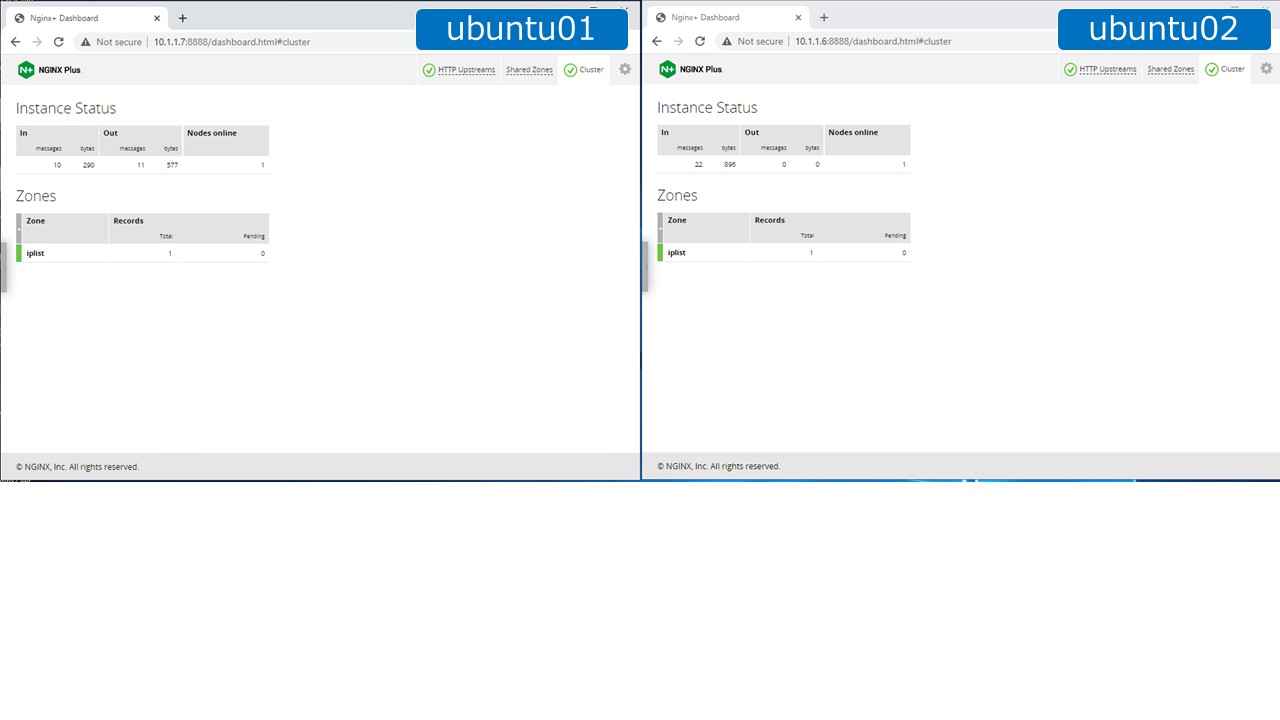 Nginx+ Dashboard
ubuntu01
Not secure
10.1.1.7:8888/dashboard.html#cluster
N+ NGINX Plus
HTTP Upstreams
Shared Zones
Cluster
Instance Status
In
Out
Nodes online
messages
bytes
messages
bytes
10
290
11
577
1
Zones
Zone
Records
Total
Pending
iplist
1
0
© NGINX, Inc. All rights reserved.
Nginx+ Dashboard
ubuntu02
Not secure
10.1.1.6:8888/dashboard.html#cluster
N+ NGINX Plus
HTTP Upstreams
Shared Zones
Cluster
Instance Status
In
Out
Nodes online
messages
bytes
messages
bytes
22
896
0
0
1
Zones
Zone
Records
Total
Pending
iplist
1
0
© NGINX, Inc. All rights reserved.